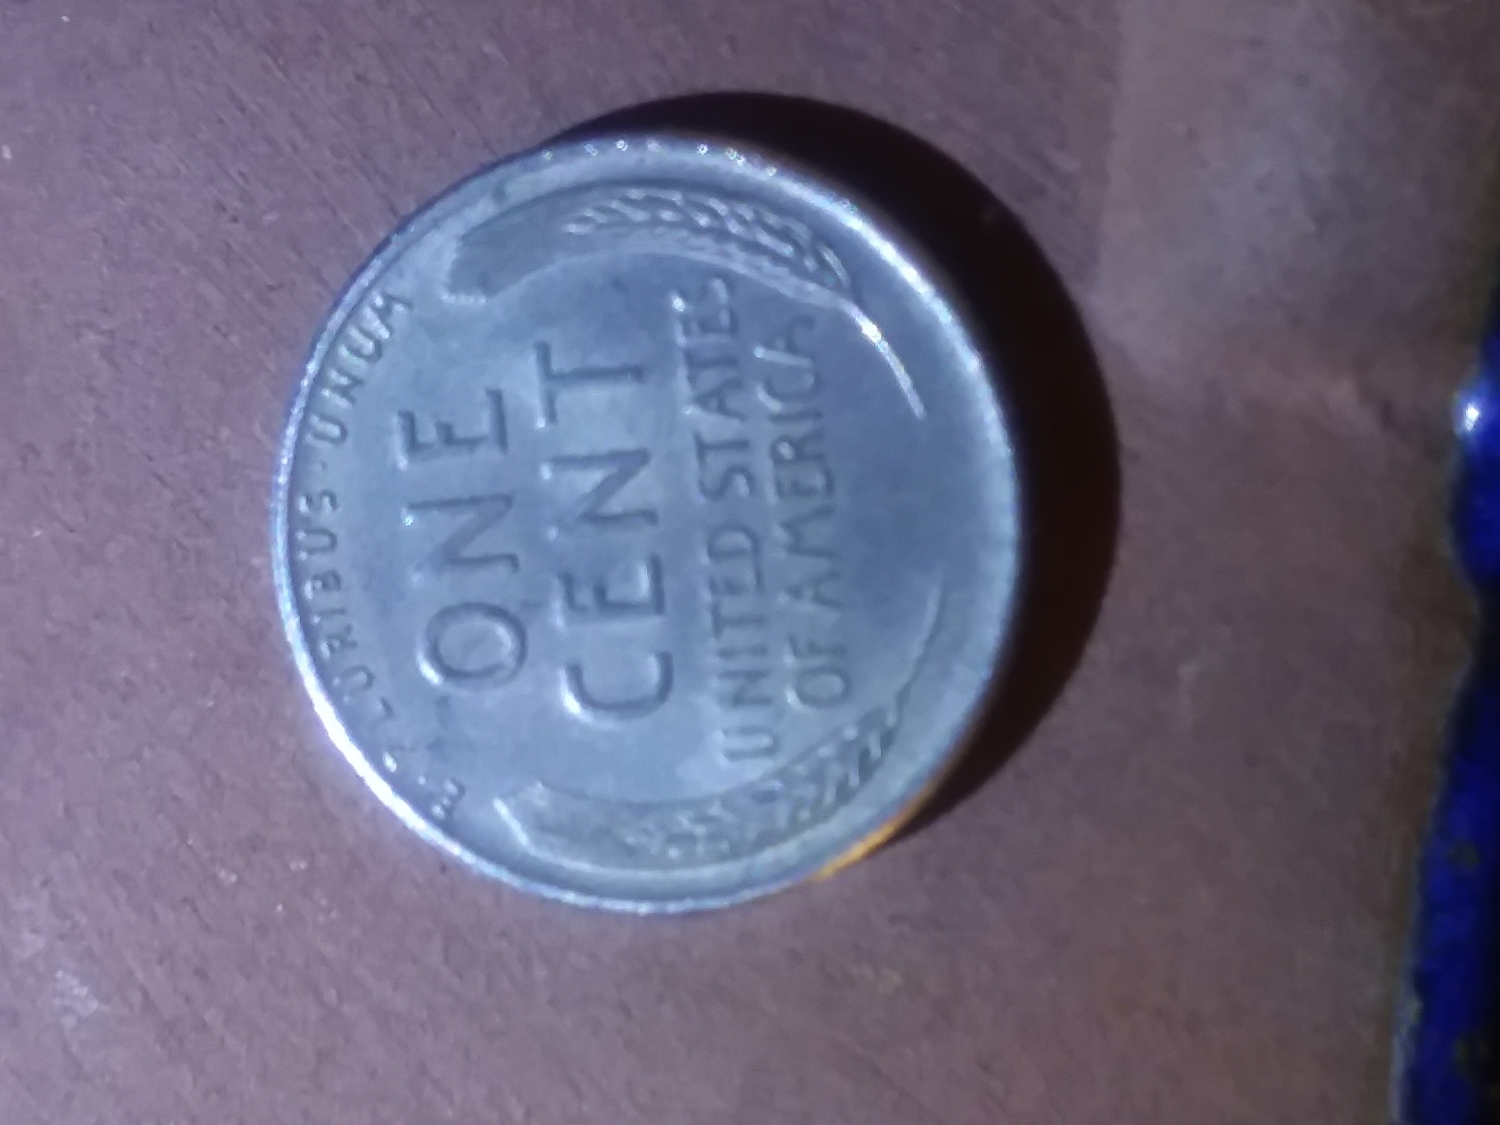 E PLURIBUS UNUM
ONE
CENT
UNITED STATES
OF AMERICA